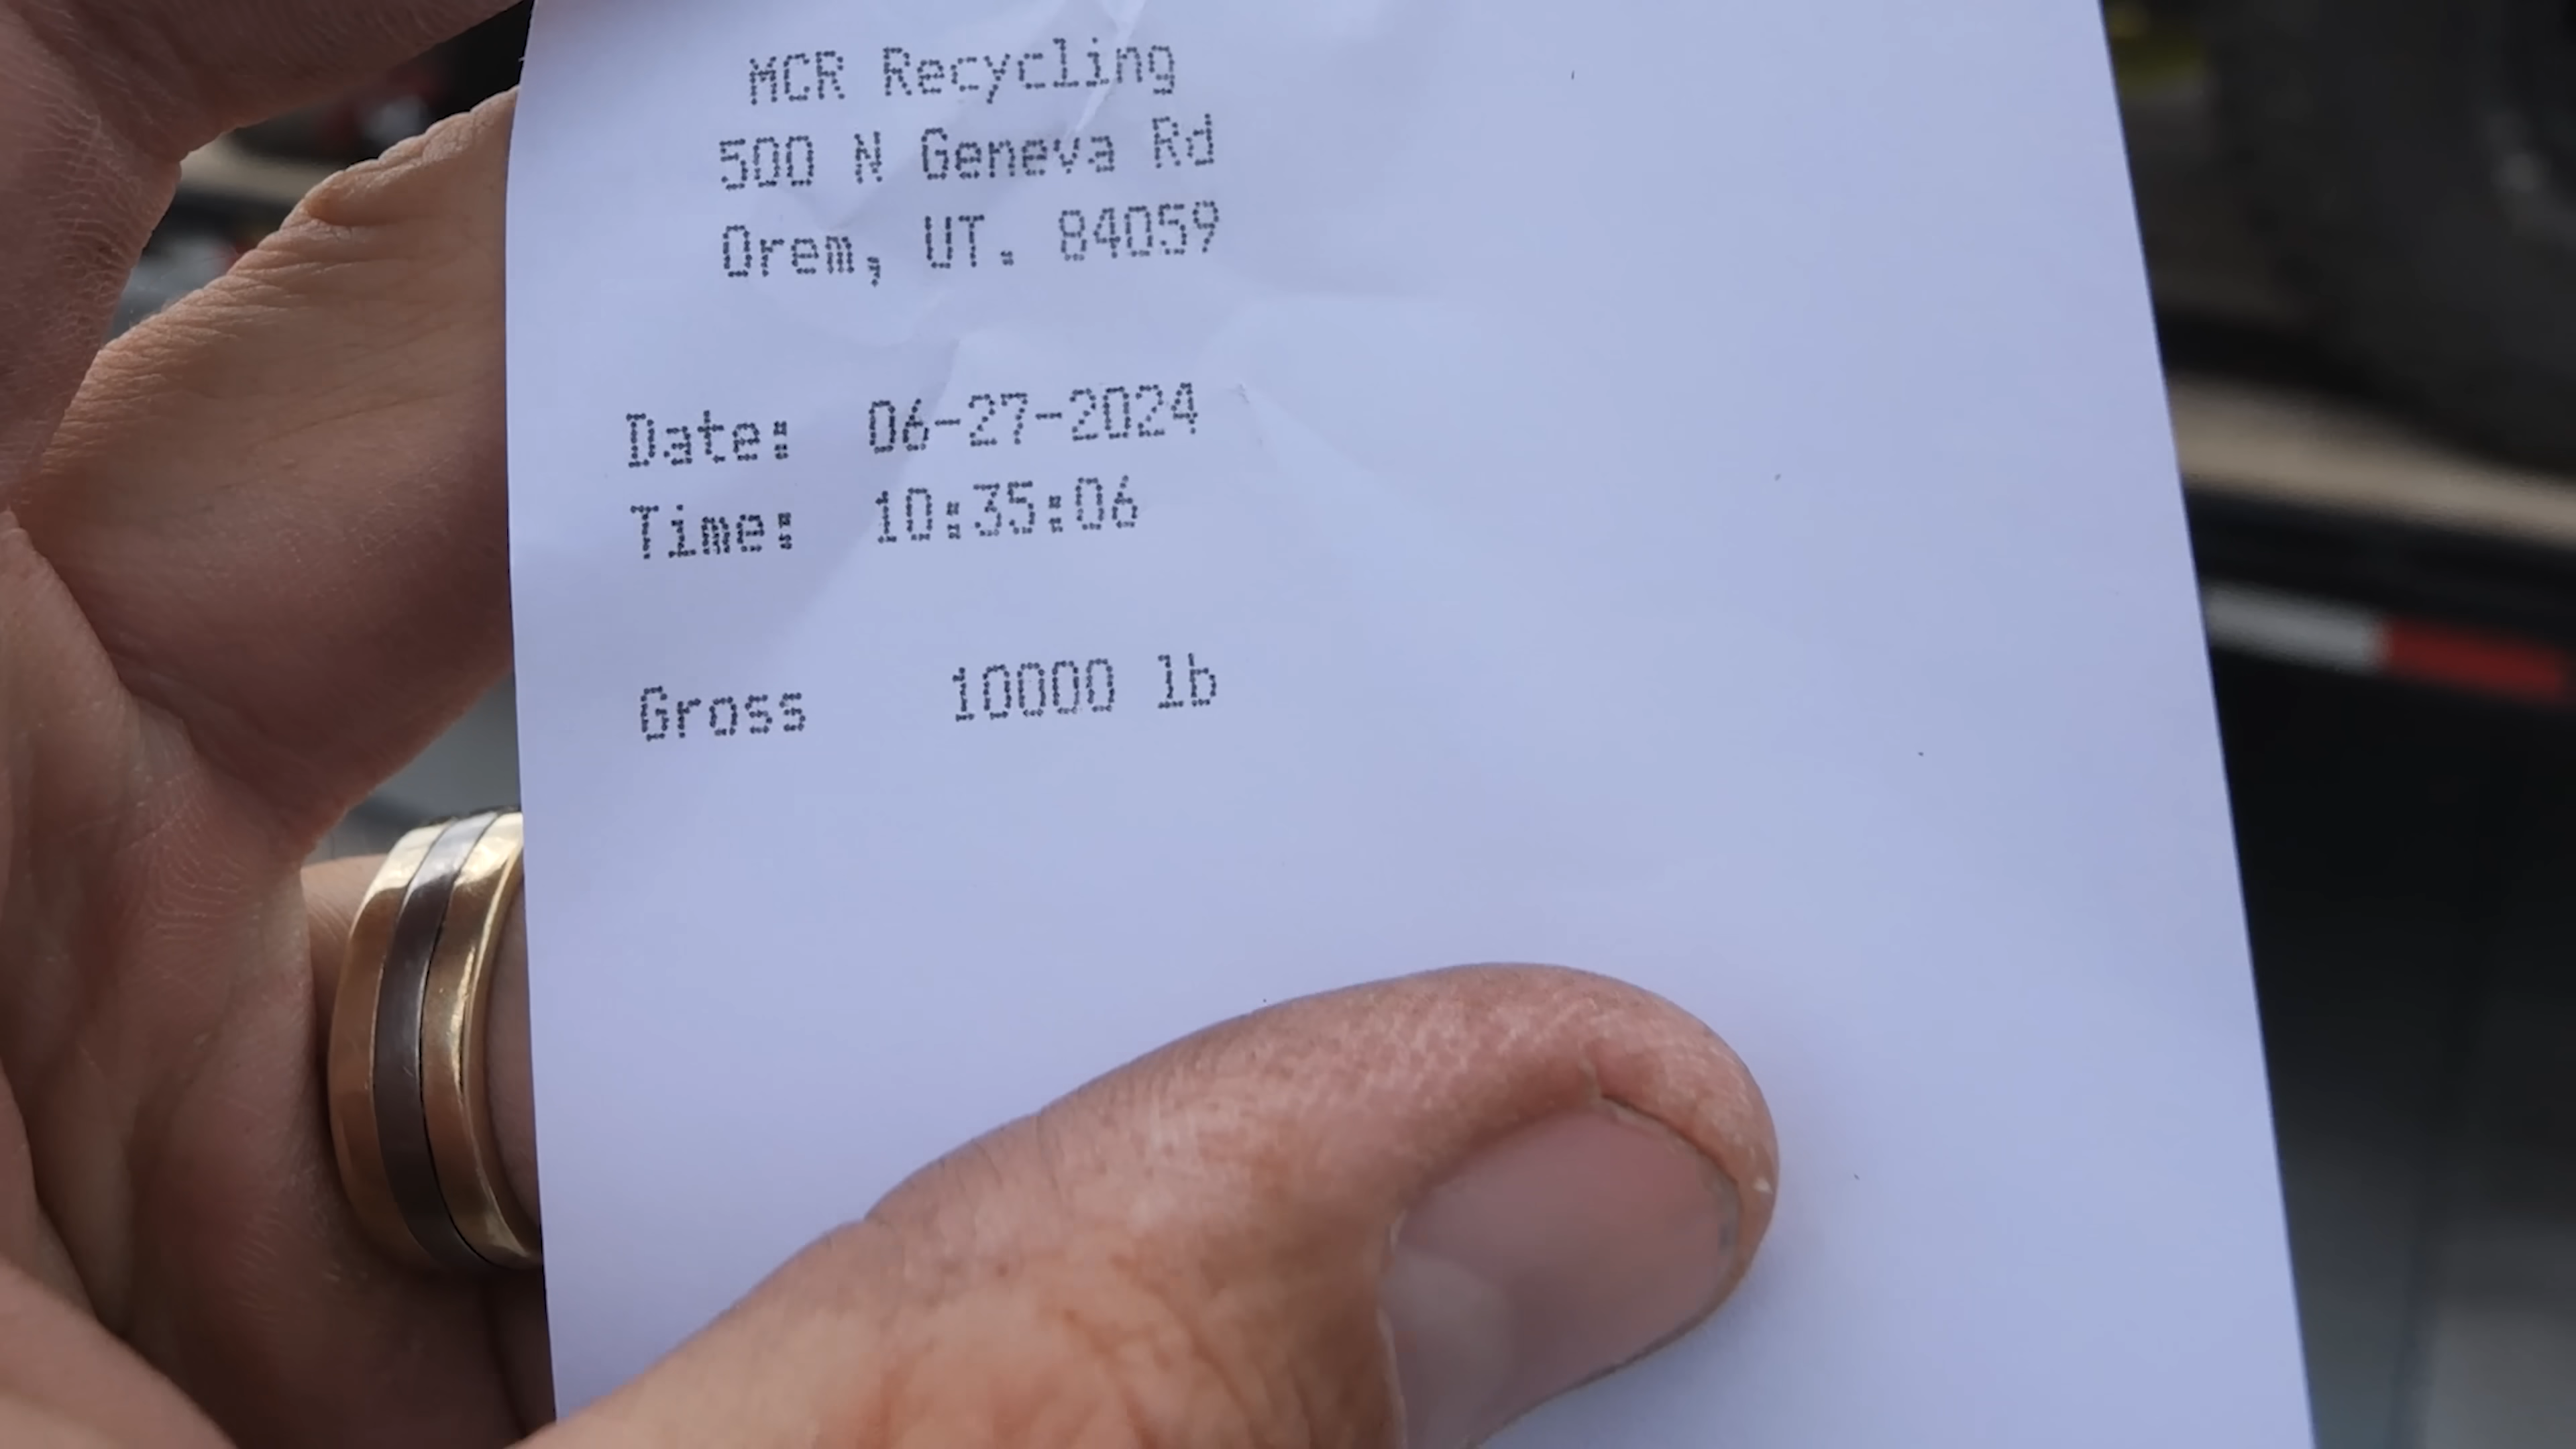 MCR Recycling
500 N Geneva Rd
Orem, UT. 84059
Date: 06-27-2024
Time: 10:35:06
Gross 10000 lb